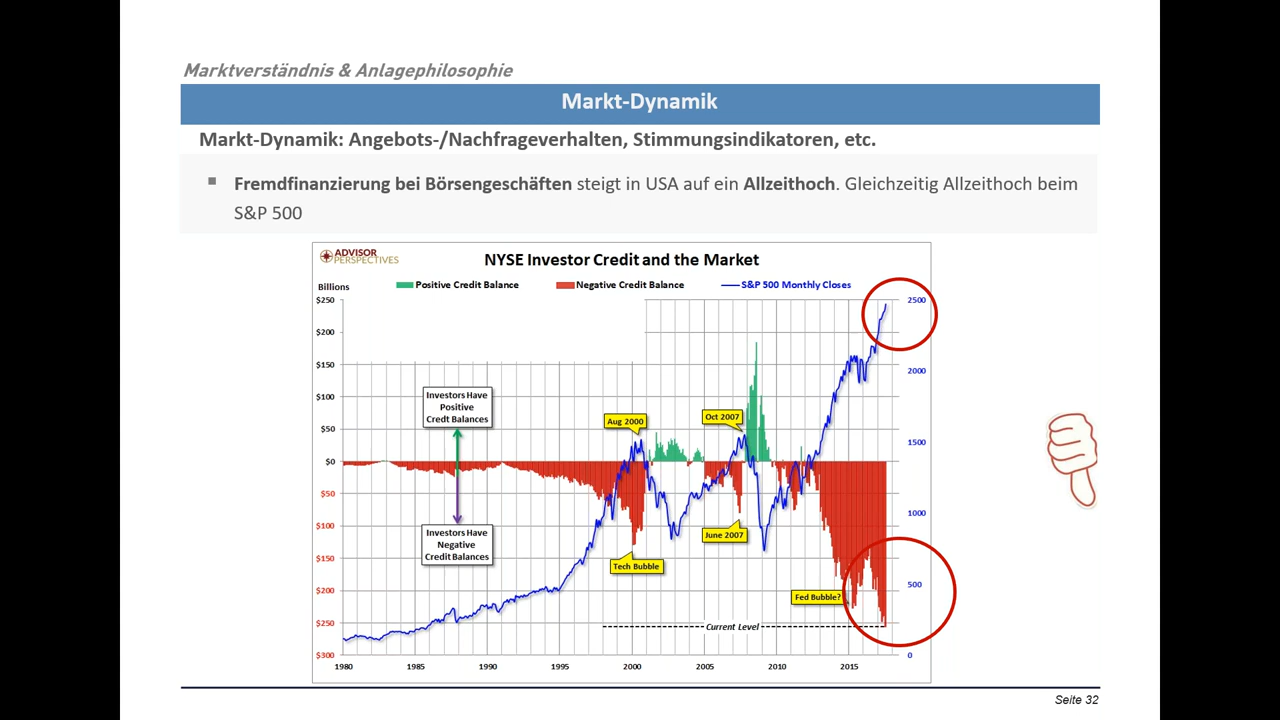 Marktverständnis & Anlagephilosophie
Markt-Dynamik
Markt-Dynamik: Angebots-/Nachfrageverhalten, Stimmungsindikatoren, etc.
Fremdfinanzierung bei Börsengeschäften steigt in USA auf ein Allzeithoch. Gleichzeitig Allzeithoch beim
S&P 500
ADVISOR
PERSPECTIVES
NYSE Investor Credit and the Market
Billions
Positive Credit Balance
Negative Credit Balance
S&P 500 Monthly Closes
$250
$200
$150
$100
$50
$0
$50
$100
$150
$200
$250
$300
2500
2000
1500
1000
500
0
Investors Have
Positive
Credt Balances
Investors Have
Negative
Credit Balances
Aug 2000
Oct 2007
June 2007
Tech Bubble
Fed Bubble?
Current Level
1980
1985
1990
1995
2000
2005
2010
2015
Seite 32